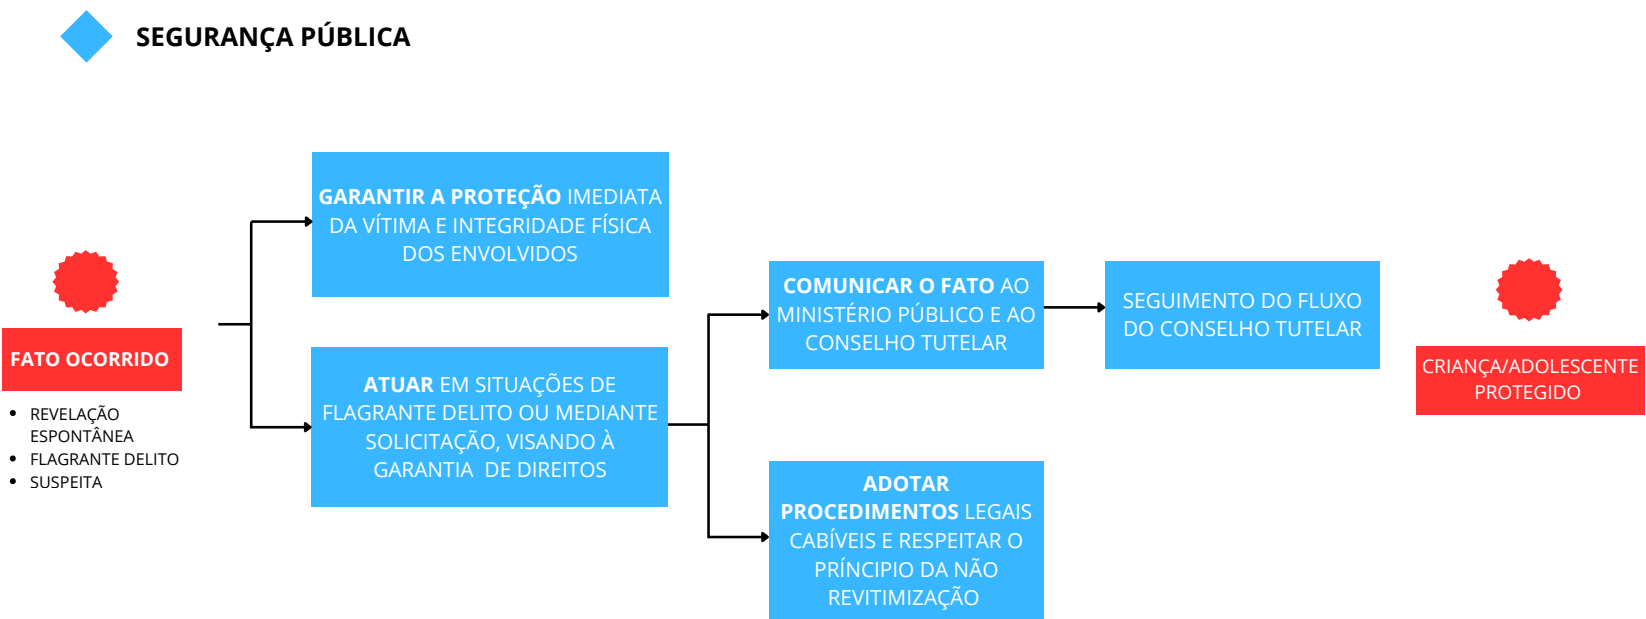 SEGURANÇA PÚBLICA
FATO OCORRIDO
• REVELAÇÃO
ESPONTÂNEA
• FLAGRANTE DELITO
• SUSPEITA
GARANTIR A PROTEÇÃO IMEDIATA
DA VÍTIMA E INTEGRIDADE FÍSICA
DOS ENVOLVIDOS
ATUAR EM SITUAÇÕES DE
FLAGRANTE DELITO OU MEDIANTE
SOLICITAÇÃO, VISANDO À
GARANTIA DE DIREITOS
COMUNICAR O FATO AO
MINISTÉRIO PÚBLICO E AO
CONSELHO TUTELAR
ADOTAR
PROCEDIMENTOS LEGAIS
CABÍVEIS E RESPEITAR O
PRÍNCIPIO DA NÃO
REVITIMIZAÇÃO
SEGUIMENTO DO FLUXO
DO CONSELHO TUTELAR
CRIANÇA/ADOLESCENTE
PROTEGIDO